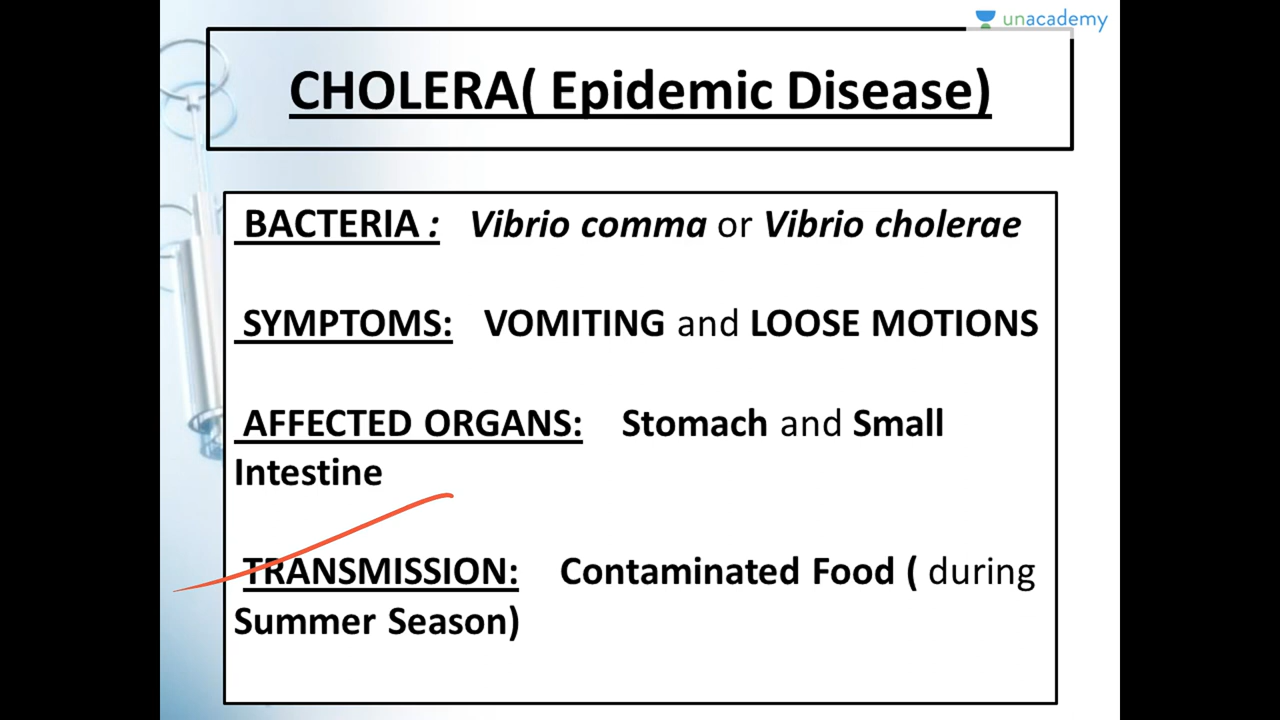 unacademy
CHOLERA( Epidemic Disease)
BACTERIA : Vibrio comma or Vibrio cholerae
SYMPTOMS: VOMITING and LOOSE MOTIONS
AFFECTED ORGANS: Stomach and Small
Intestine
TRANSMISSION: Contaminated Food ( during
Summer Season)